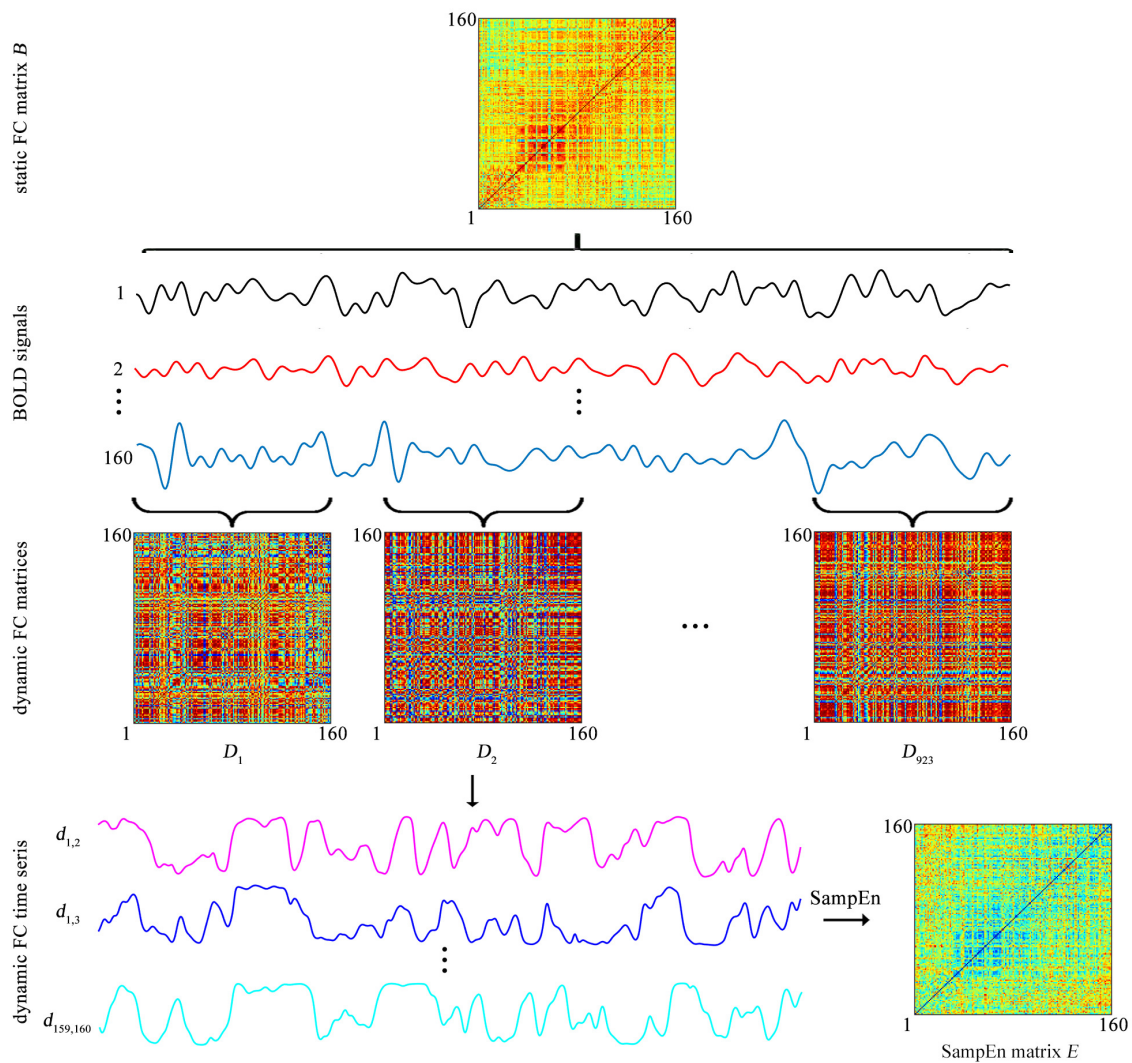 static FC matrix B
160
1 160
BOLD signals
1
2
160
dynamic FC matrices
160 160 160
1 160 1 160 1 160
D1 D2 D923
dynamic FC time seris
d1,2
d1,3
d159,160
SampEn
160
1 160
SampEn matrix E